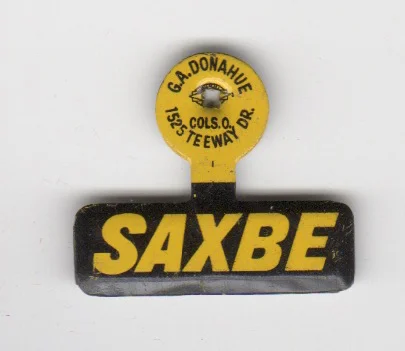 G.A. DONAHUE
COLS. O.
1525 TEEWAY DR.
SAXBE